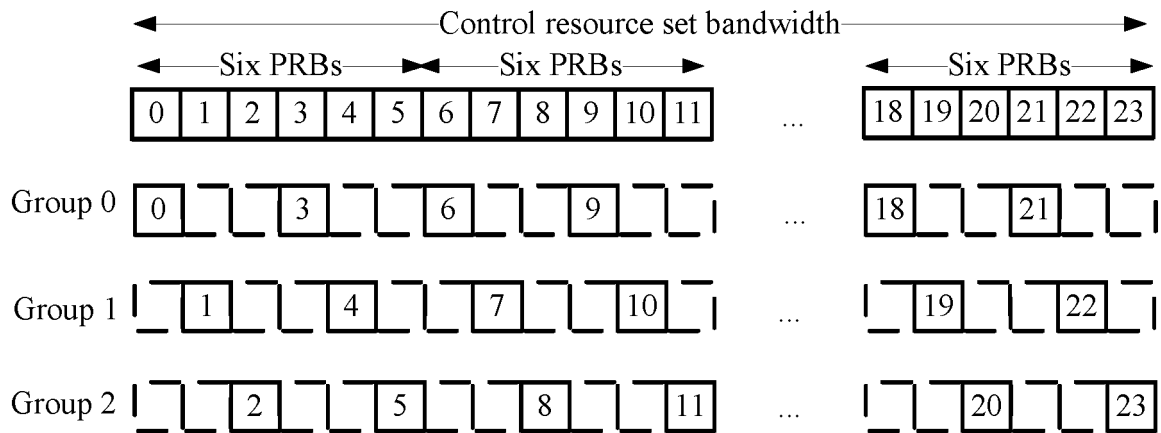 Control resource set bandwidth
Six PRBs Six PRBs Six PRBs
0 1 2 3 4 5 6 7 8 9 10 11 ... 18 19 20 21 22 23
Group 0 0 3 6 9 ... 18 21
Group 1 1 4 7 10 ... 19 22
Group 2 2 5 8 11 ... 20 23